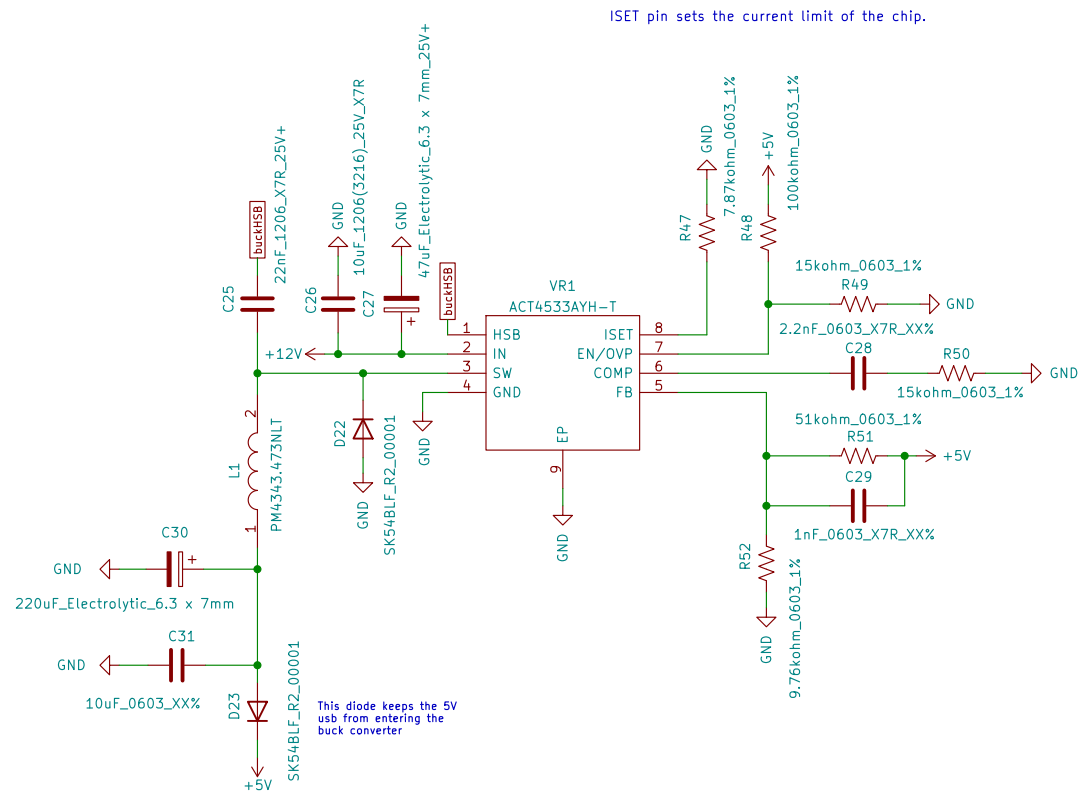 ISET pin sets the current limit of the chip.
buckHSB
C25
22nF_1206_X7R_25V+
C26
GND
10uF_1206(3216)_25V_X7R
C27
GND
47uF_Electrolytic_6.3 x 7mm_25V+
+
buckHSB
R47
GND
7.87kohm_0603_1%
R48
+5V
100kohm_0603_1%
VR1
ACT4533AYH-T
1
HSB
2
IN
3
SW
4
GND
ISET
8
EN/OVP
7
COMP
6
FB
5
EP
9
GND
+12V
GND
15kohm_0603_1%
R49
GND
2.2nF_0603_X7R_XX%
C28
R50
GND
15kohm_0603_1%
51kohm_0603_1%
R51
+5V
C29
1nF_0603_X7R_XX%
R52
GND
9.76kohm_0603_1%
D22
GND
SK54BLF_R2_00001
2
L1
1
PM4343.473NLT
C30
+
GND
220uF_Electrolytic_6.3 x 7mm
C31
GND
10uF_0603_XX%
D23
SK54BLF_R2_00001
+5V
This diode keeps the 5V
usb from entering the
buck converter